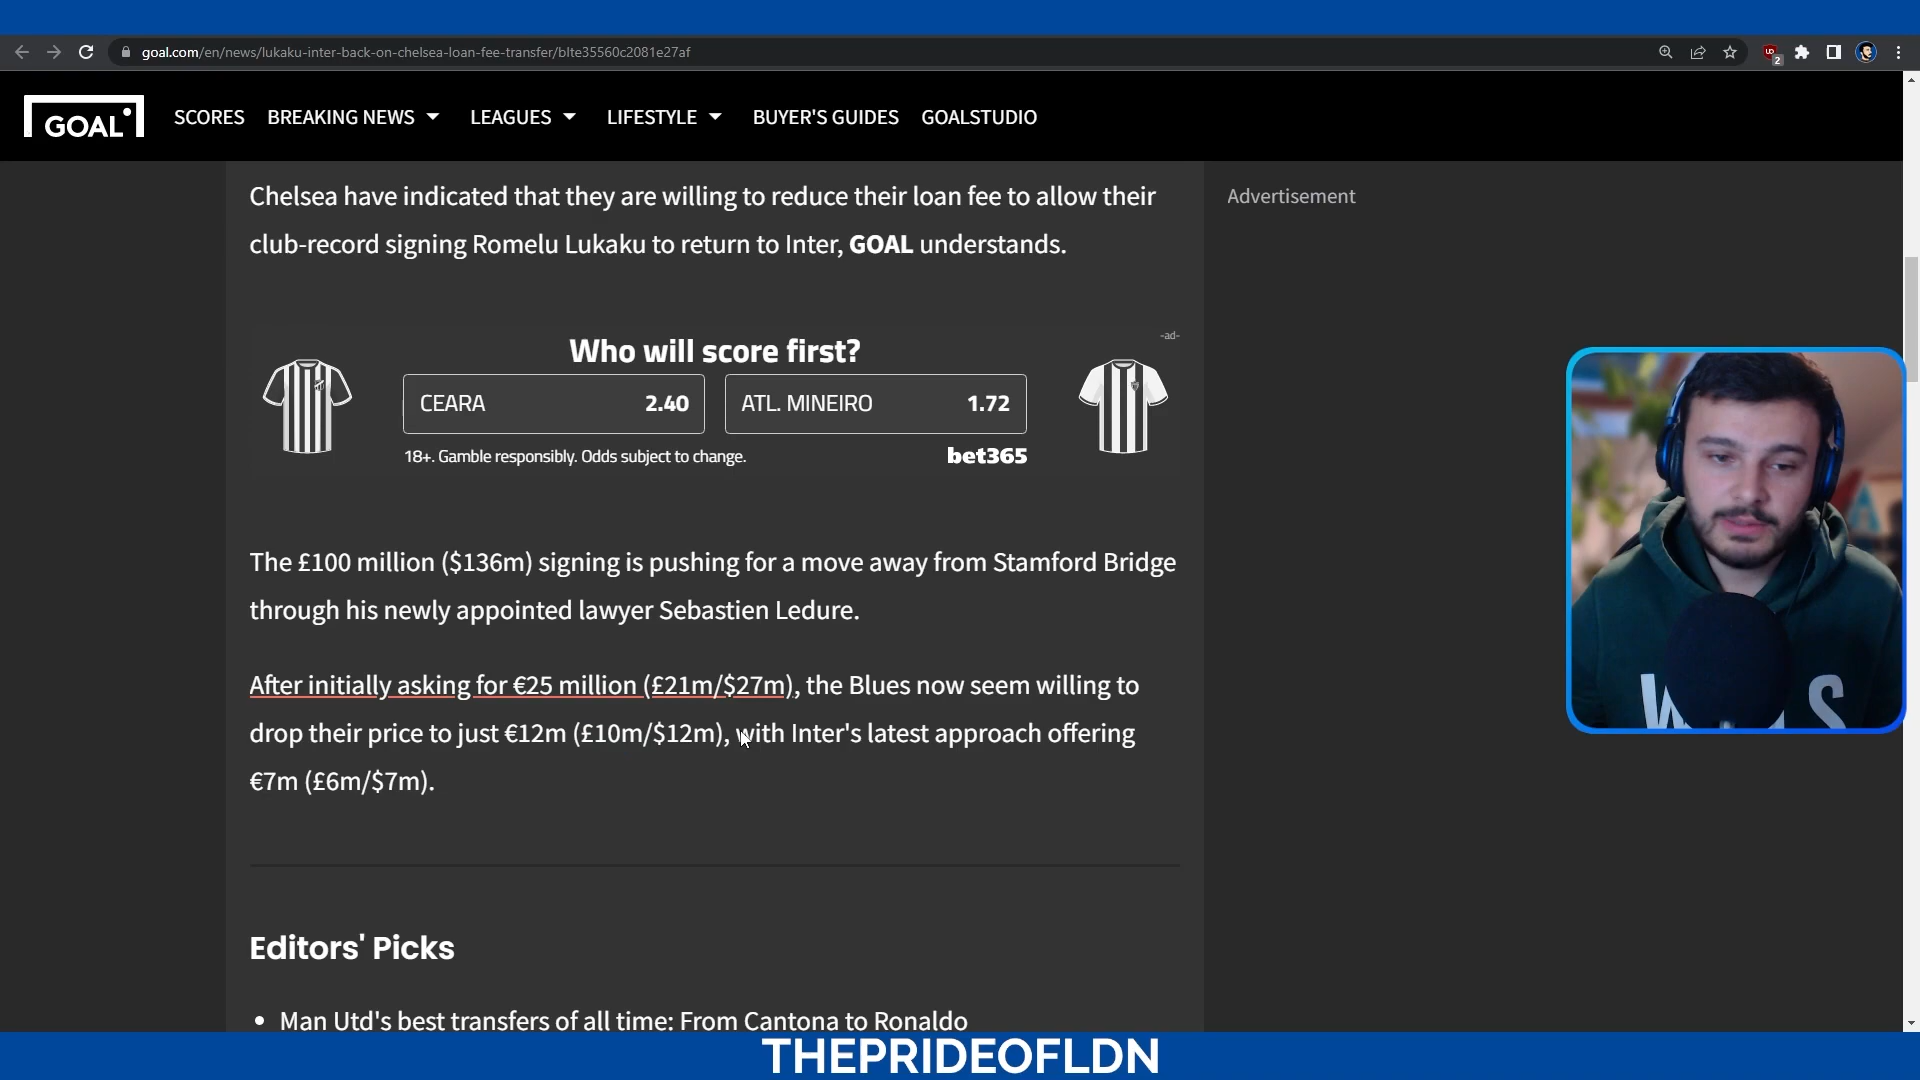 goal.com/en/news/lukaku-inter-back-on-chelsea-loan-fee-transfer/blte35560c2081e27af
2
GOAL SCORES BREAKING NEWS LEAGUES LIFESTYLE BUYER'S GUIDES GOALSTUDIO
Chelsea have indicated that they are willing to reduce their loan fee to allow their
club-record signing Romelu Lukaku to return to Inter, GOAL understands.
Advertisement
-ad-
Who will score first?
CEARA 2.40 ATL. MINEIRO 1.72
18+. Gamble responsibly. Odds subject to change. bet365
The £100 million ($136m) signing is pushing for a move away from Stamford Bridge
through his newly appointed lawyer Sebastien Ledure.
After initially asking for €25 million (£21m/$27m), the Blues now seem willing to
drop their price to just €12m (£10m/$12m), with Inter's latest approach offering
€7m (£6m/$7m).
Editors' Picks
• Man Utd's best transfers of all time: From Cantona to Ronaldo
THEPRIDEOFLDN